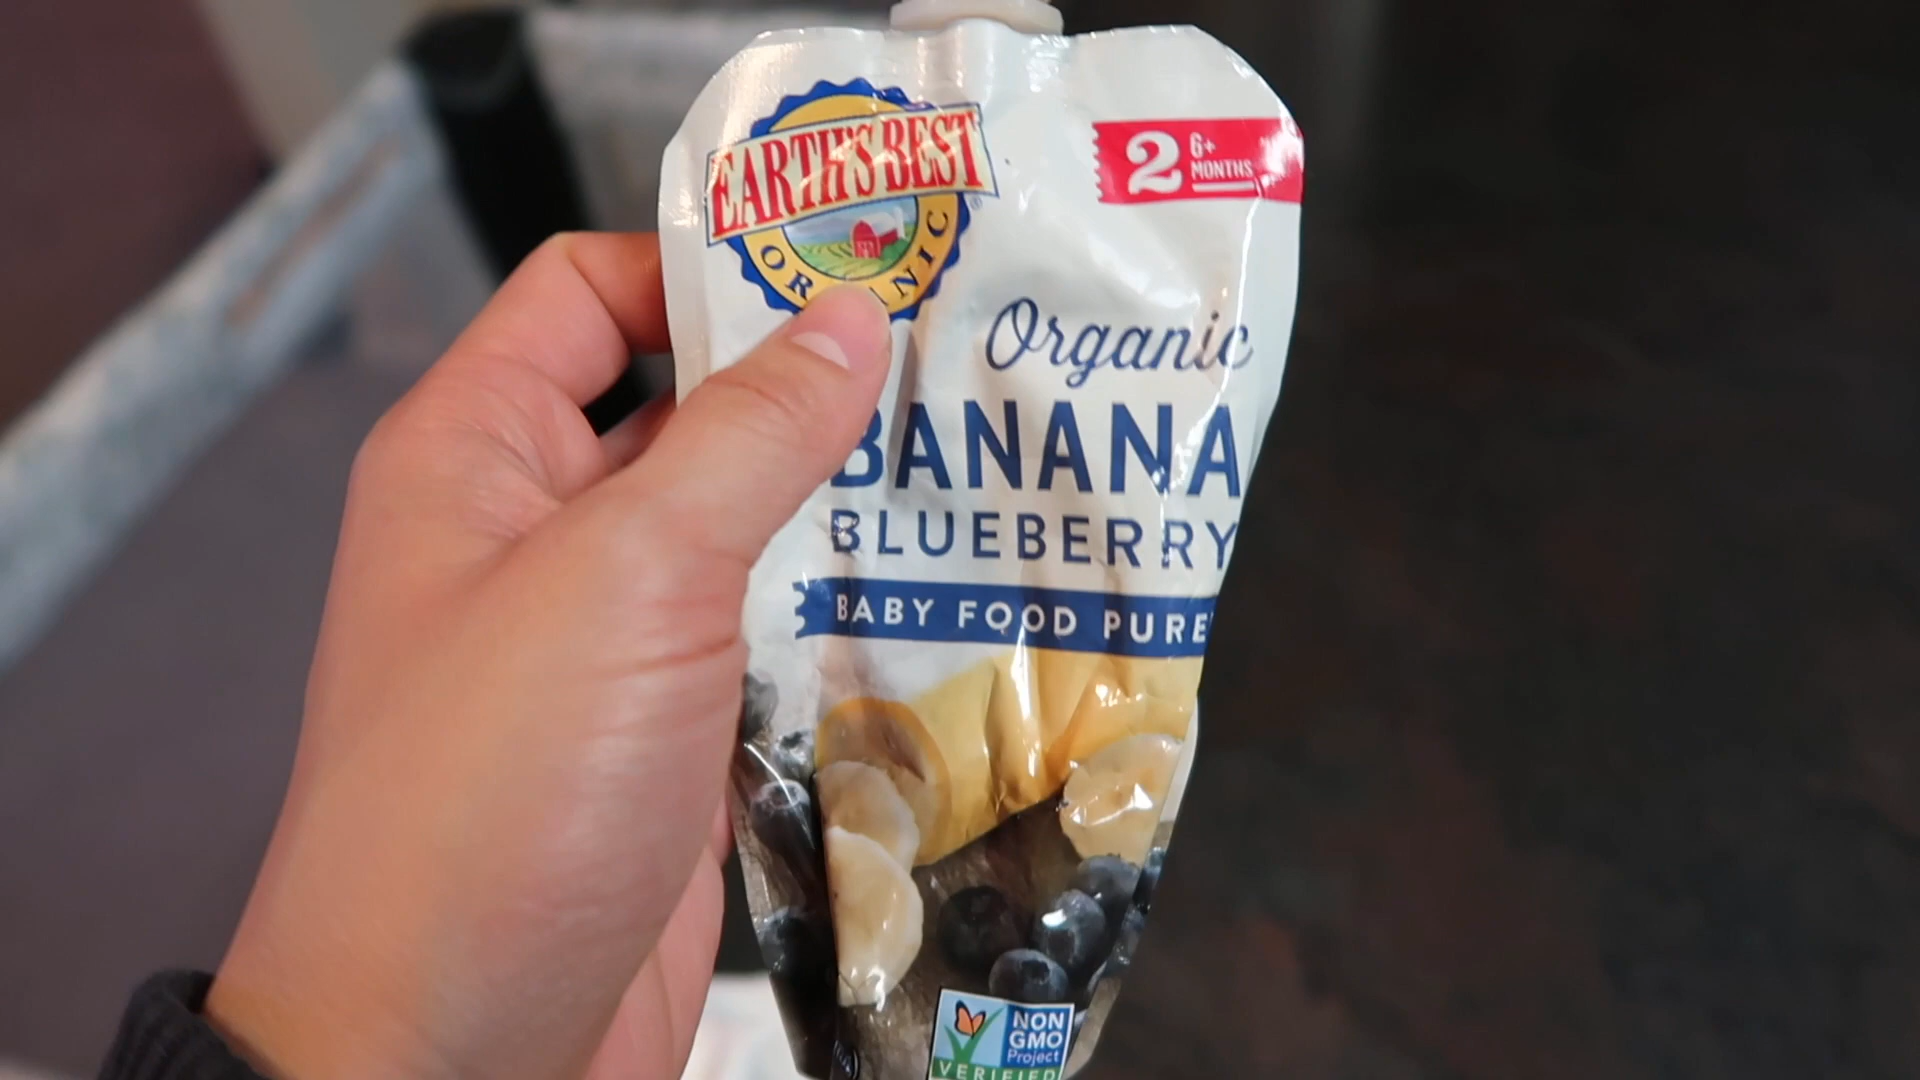 EARTH'S BEST
ORGANIC
2 6+
MONTHS
Organic
BANANA
BLUEBERRY
BABY FOOD PURE
NON
GMO
Project
VERIFIED